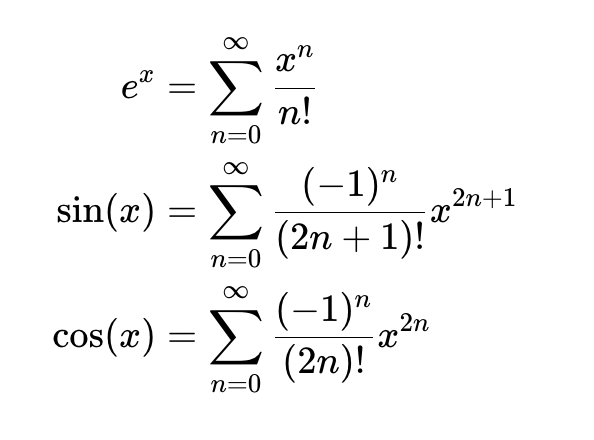 e^x = \sum_{n=0}^{\infty} \frac{x^n}{n!}
\sin(x) = \sum_{n=0}^{\infty} \frac{(-1)^n}{(2n+1)!} x^{2n+1}
\cos(x) = \sum_{n=0}^{\infty} \frac{(-1)^n}{(2n)!} x^{2n}